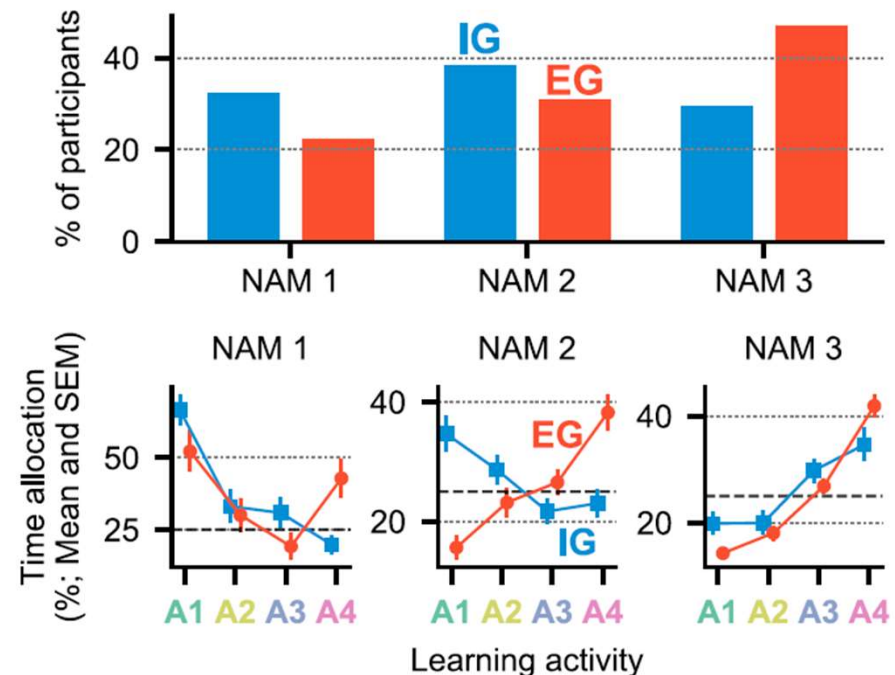 % of participants
40
20
0
IG
EG
NAM 1 NAM 2 NAM 3
Time allocation
(%; Mean and SEM)
NAM 1
50
25
A1 A2 A3 A4
NAM 2
40
20
EG
IG
A1 A2 A3 A4
NAM 3
40
20
A1 A2 A3 A4
Learning activity